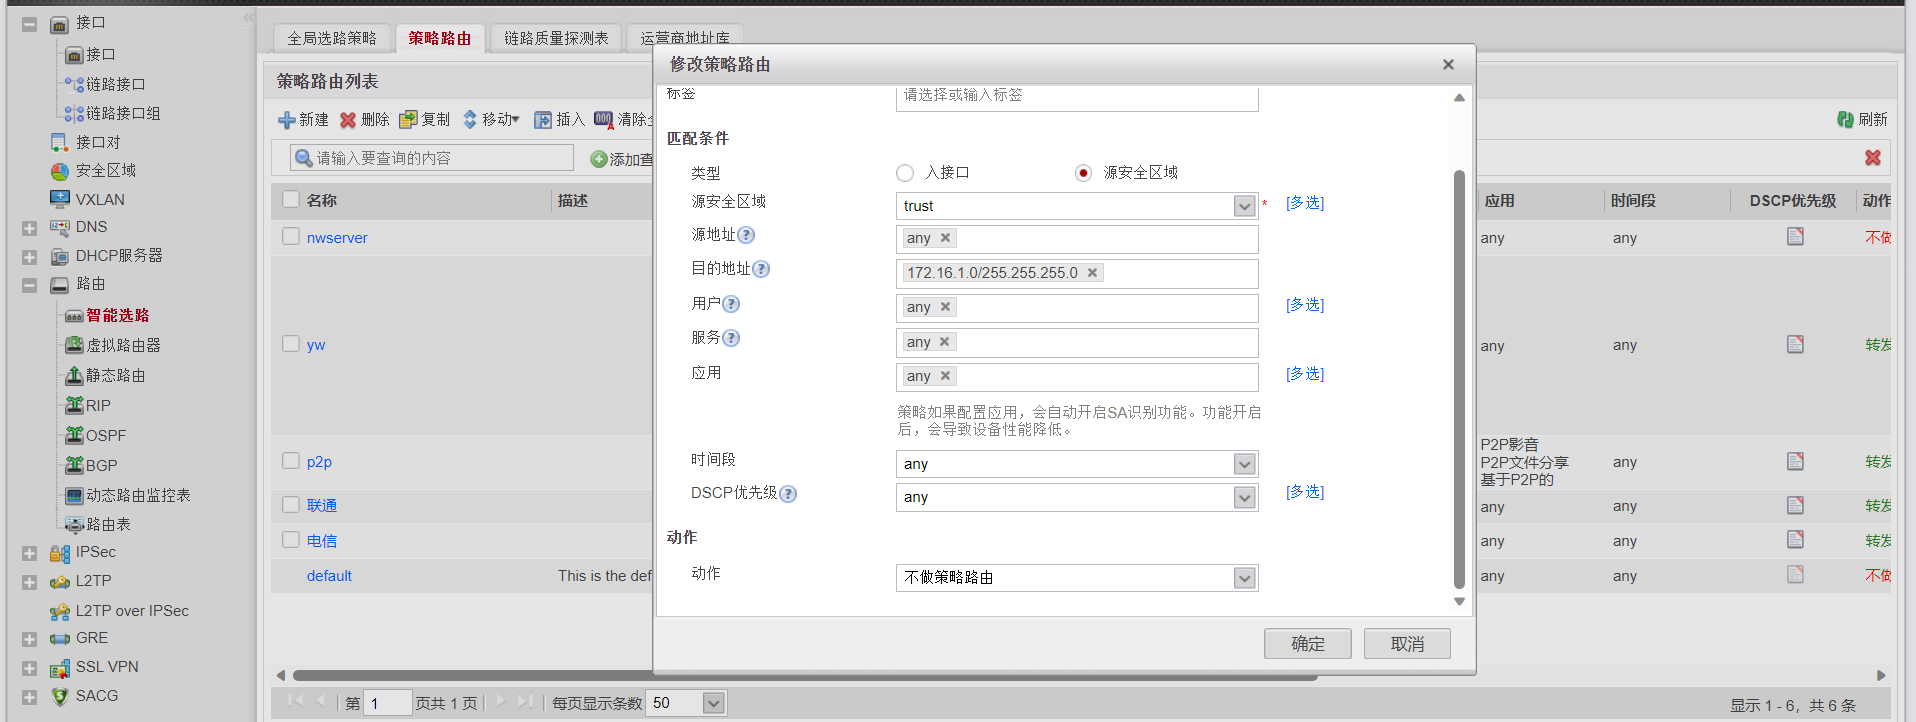 接口
接口
链路接口
链路接口组
接口对
安全区域
VXLAN
DNS
DHCP服务器
路由
智能选路
虚拟路由器
静态路由
RIP
OSPF
BGP
动态路由监控表
路由表
IPSec
L2TP
L2TP over IPSec
GRE
SSL VPN
SACG
全局选路策略 策略路由 链路质量探测表 运营商地址库
策略路由列表
新建 删除 复制 移动 插入 清除 刷新
请输入要查询的内容 添加查
名称 描述 应用 时间段 DSCP优先级 动作
nwserver any any 不做
yw any any 转发
p2p P2P影音 any 转发
P2P文件分享
基于P2P的
联通 any any 转发
电信 any any 转发
default This is the def any any 不做
第 1 页共 1 页 每页显示条数 50 显示 1 - 6，共 6 条
修改策略路由
标签 请选择或输入标签
匹配条件
类型 入接口 源安全区域
源安全区域 trust * [多选]
源地址 any
目的地址 172.16.1.0/255.255.255.0
用户 any [多选]
服务 any
应用 any [多选]
策略如果配置应用，会自动开启SA识别功能。功能开启
后，会导致设备性能降低。
时间段 any
DSCP优先级 any [多选]
动作
动作 不做策略路由
确定 取消